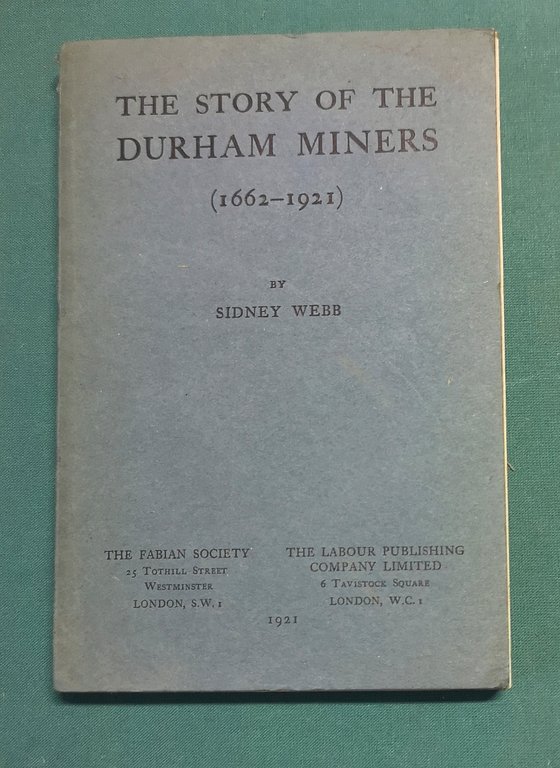 THE STORY OF THE
DURHAM MINERS
(1662–1921)
BY
SIDNEY WEBB
THE FABIAN SOCIETY
25 TOTHILL STREET
WESTMINSTER
LONDON, S.W. 1
THE LABOUR PUBLISHING
COMPANY LIMITED
6 TAVISTOCK SQUARE
LONDON, W.C. 1
1921